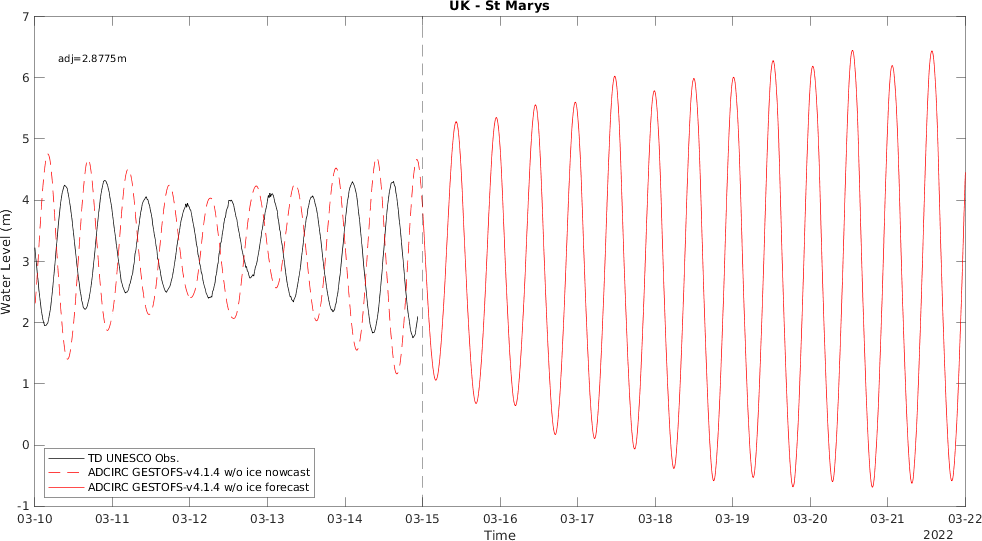 UK - St Marys
adj=2.8775m
Water Level (m)
7
6
5
4
3
2
1
0
-1
TD UNESCO Obs.
ADCIRC GESTOFS-v4.1.4 w/o ice nowcast
ADCIRC GESTOFS-v4.1.4 w/o ice forecast
03-10 03-11 03-12 03-13 03-14 03-15 03-16 03-17 03-18 03-19 03-20 03-21 03-22
Time
2022